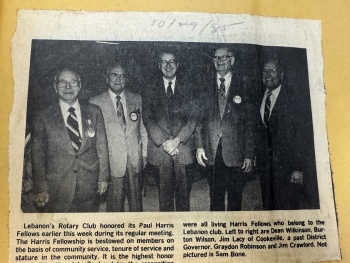 10/29/85
Lebanon's Rotary Club honored its Paul Harris
Fellows earlier this week during its regular meeting.
The Harris Fellowship is bestowed on members on
the basis of community service, tenure of service and
stature in the community. It is the highest honor
were all living Harris Fellows who belong to the
Lebanon club. Left to right are Dean Wilkinson, Bur-
ton Wilson, Jim Lacy of Cookeville, a past District
Governor, Graydon Robinson and Jim Crawford. Not
pictured is Sam Bone.